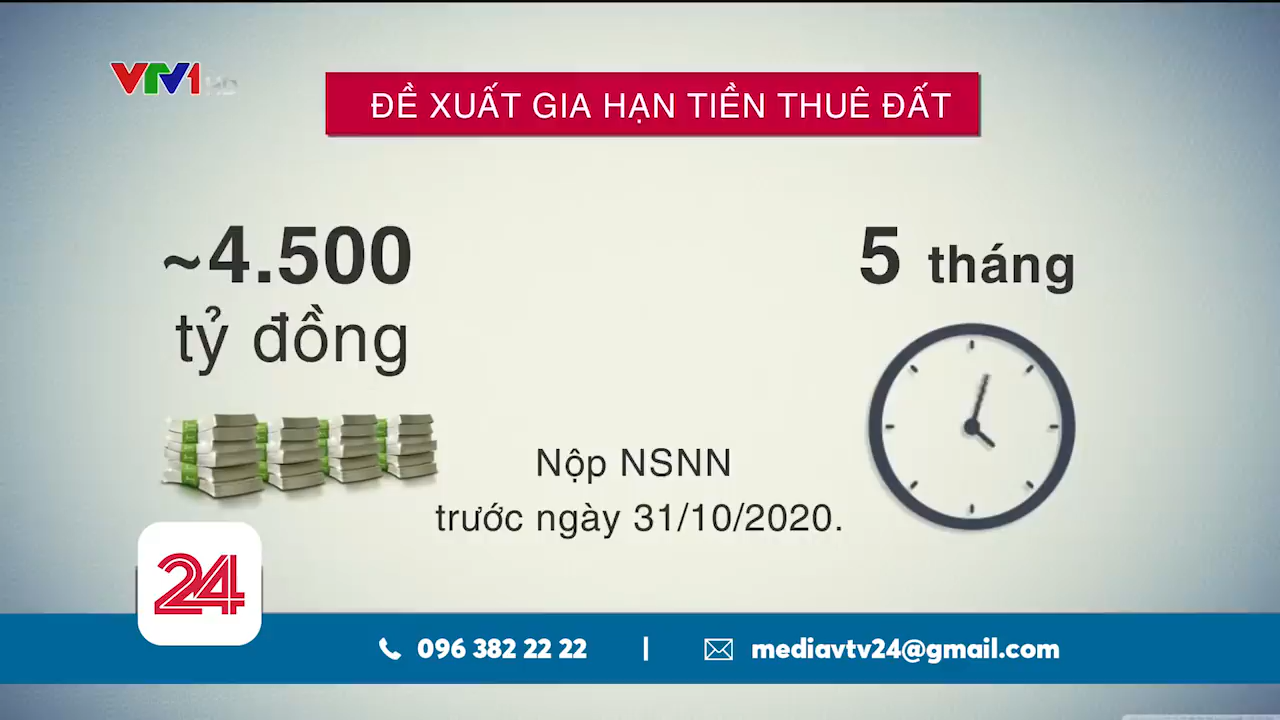 VTV1 HD
ĐỀ XUẤT GIA HẠN TIỀN THUÊ ĐẤT
~4.500
tỷ đồng
5 tháng
Nộp NSNN
trước ngày 31/10/2020.
24
096 382 22 22 | mediavtv24@gmail.com